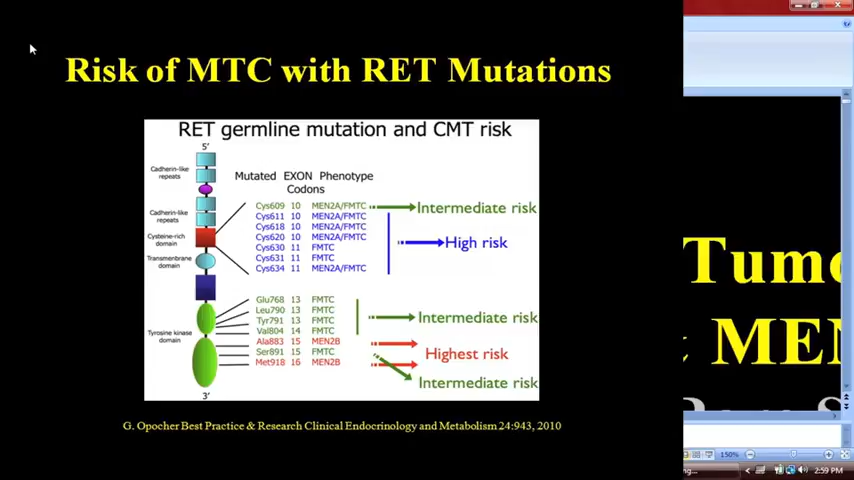 Risk of MTC with RET Mutations
RET germline mutation and CMT risk
5'
Cadherin-like
repeats
Cadherin-like
repeats
Cysteine-rich
domain
Transmembrane
domain
Tyrosine kinase
domain
3'
Mutated EXON Phenotype
Codons
Cys609 10 MEN2A/FMTC
Cys611 10 MEN2A/FMTC
Cys618 10 MEN2A/FMTC
Cys620 10 MEN2A/FMTC
Cys630 11 FMTC
Cys631 11 FMTC
Cys634 11 MEN2A/FMTC
Intermediate risk
High risk
Glu768 13 FMTC
Leu790 13 FMTC
Tyr791 13 FMTC
Val804 14 FMTC
Ala883 15 MEN2B
Ser891 15 FMTC
Met918 16 MEN2B
Intermediate risk
Highest risk
Intermediate risk
G. Opocher Best Practice & Research Clinical Endocrinology and Metabolism 24:943, 2010
Tumo
MEN
150%
2:59 PM